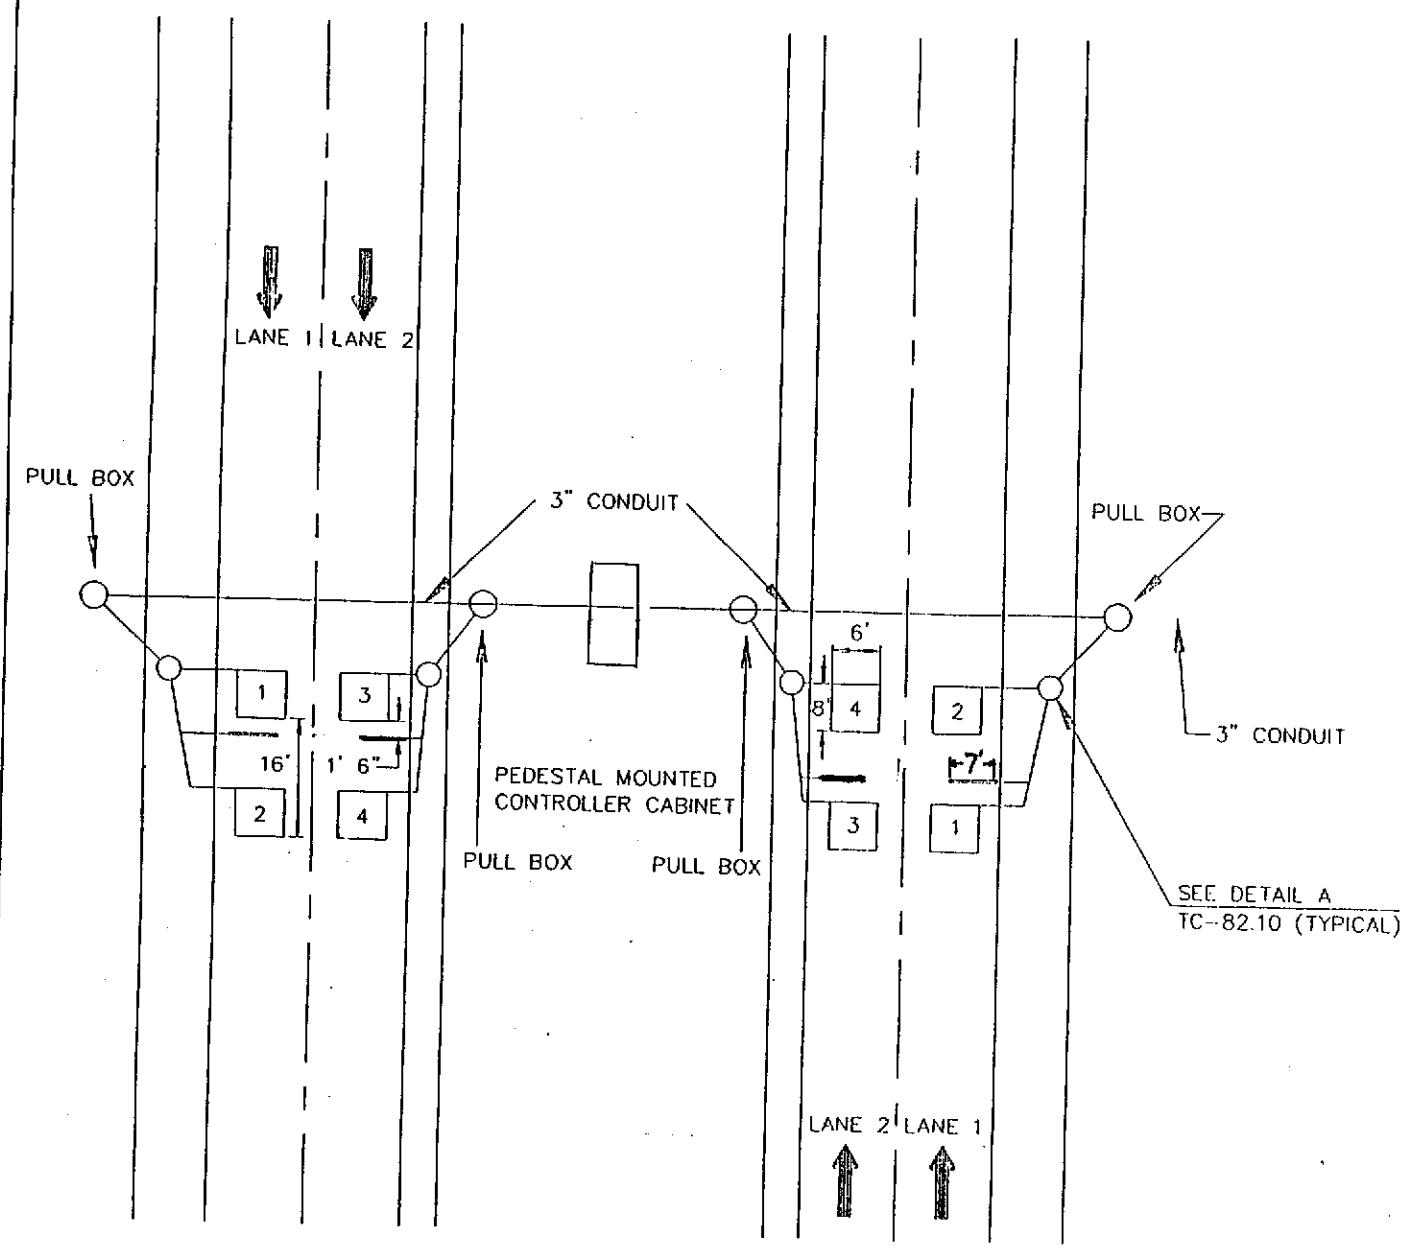 LANE 1 LANE 2
PULL BOX
3" CONDUIT
PULL BOX
6'
1
3
8'
4
2
3" CONDUIT
16'
1' 6"
7'
PEDESTAL MOUNTED
CONTROLLER CABINET
2
4
3
1
PULL BOX
PULL BOX
SEE DETAIL A
TC-82.10 (TYPICAL)
LANE 2 LANE 1